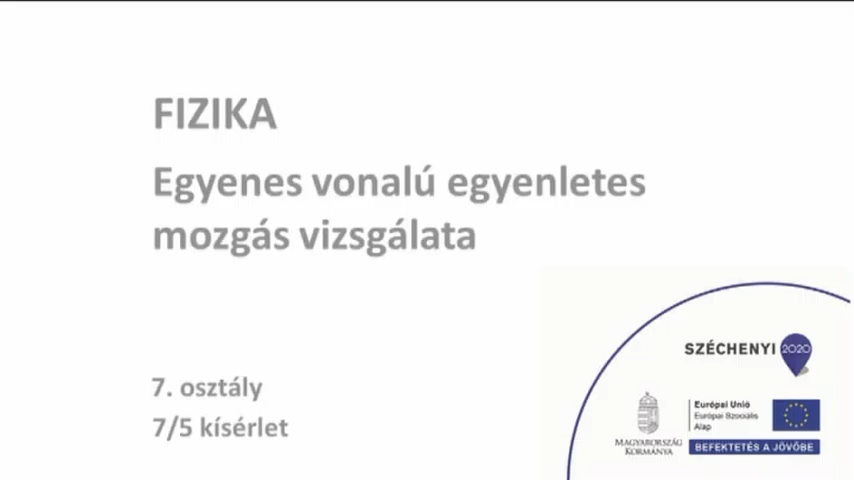 FIZIKA
Egyenes vonalú egyenletes
mozgás vizsgálata
7. osztály
7/5 kísérlet
SZÉCHENYI 2020
Európai Unió
Európai Szociális
Alap
MAGYARORSZÁG
KORMÁNYA
BEFEKTETÉS A JÖVŐBE